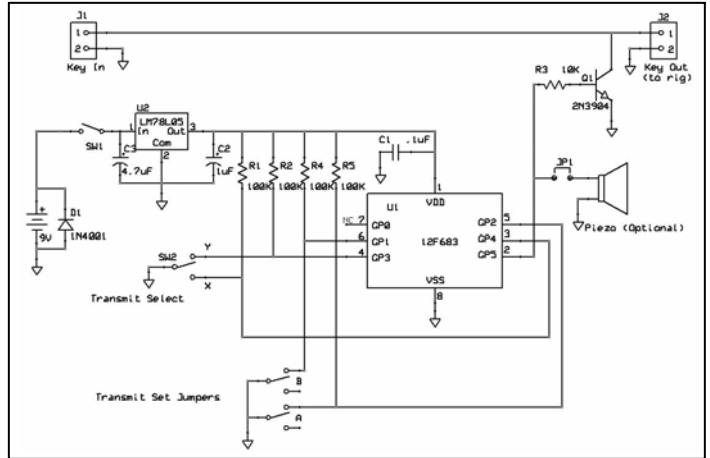 J1
1
2
Key In
J2
1
2
Key Out
(to rig)
R3 10K
Q1
2N3904
U2
LM78L05
In Out
Com
1
3
2
SW1
C3
4.7uF
C2
1uF
R1
100K
R2
100K
R4
100K
R5
100K
C1 .1uF
JP1
Piezo (Optional)
9V
D1
1N4001
U1
12F683
1
VDD
NC 7 GP0
6 GP1
4 GP3
GP2 5
GP4 3
GP5 2
VSS
8
SW2
Y
X
Transmit Select
Transmit Set Jumpers
B
A